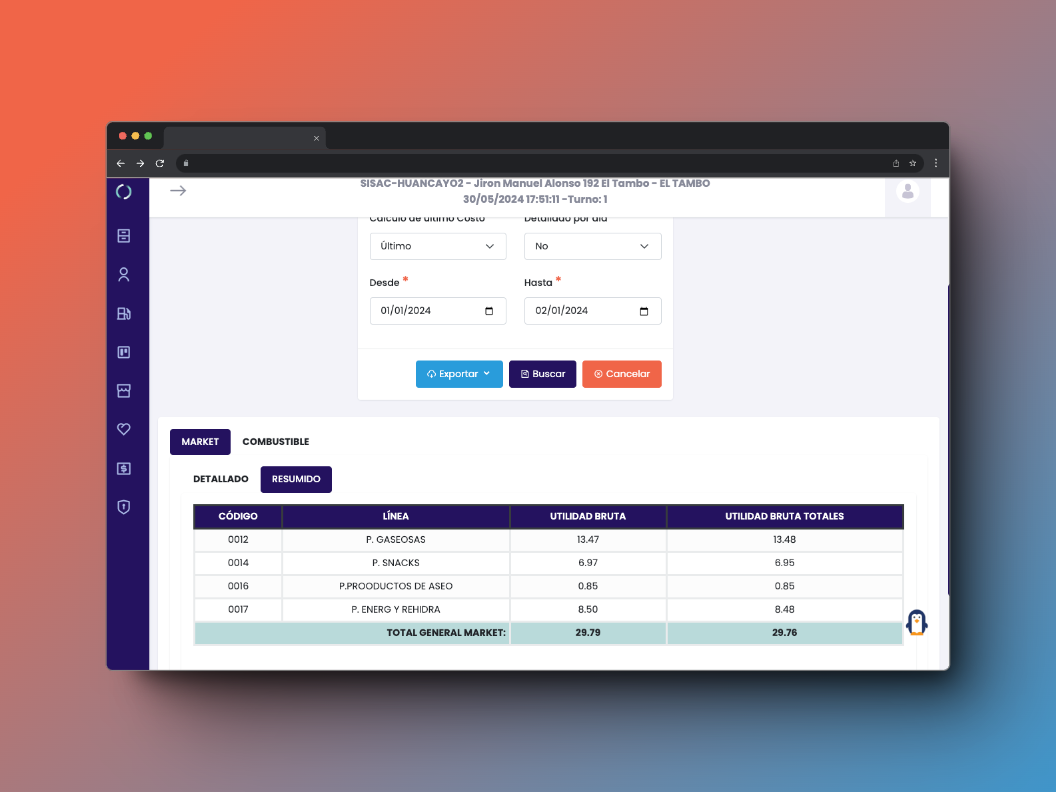 SISAC-HUANCAYO2 - Jiron Manuel Alonso 192 El Tambo - EL TAMBO
30/05/2024 17:51:11 -Turno: 1
Calculo de último Costo Detallado por día
Último No
Desde * Hasta *
01/01/2024 02/01/2024
Exportar Buscar Cancelar
MARKET COMBUSTIBLE
DETALLADO RESUMIDO
CÓDIGO LÍNEA UTILIDAD BRUTA UTILIDAD BRUTA TOTALES
0012 P. GASEOSAS 13.47 13.48
0014 P. SNACKS 6.97 6.95
0016 P.PROODUCTOS DE ASEO 0.85 0.85
0017 P. ENERG Y REHIDRA 8.50 8.48
TOTAL GENERAL MARKET: 29.79 29.76